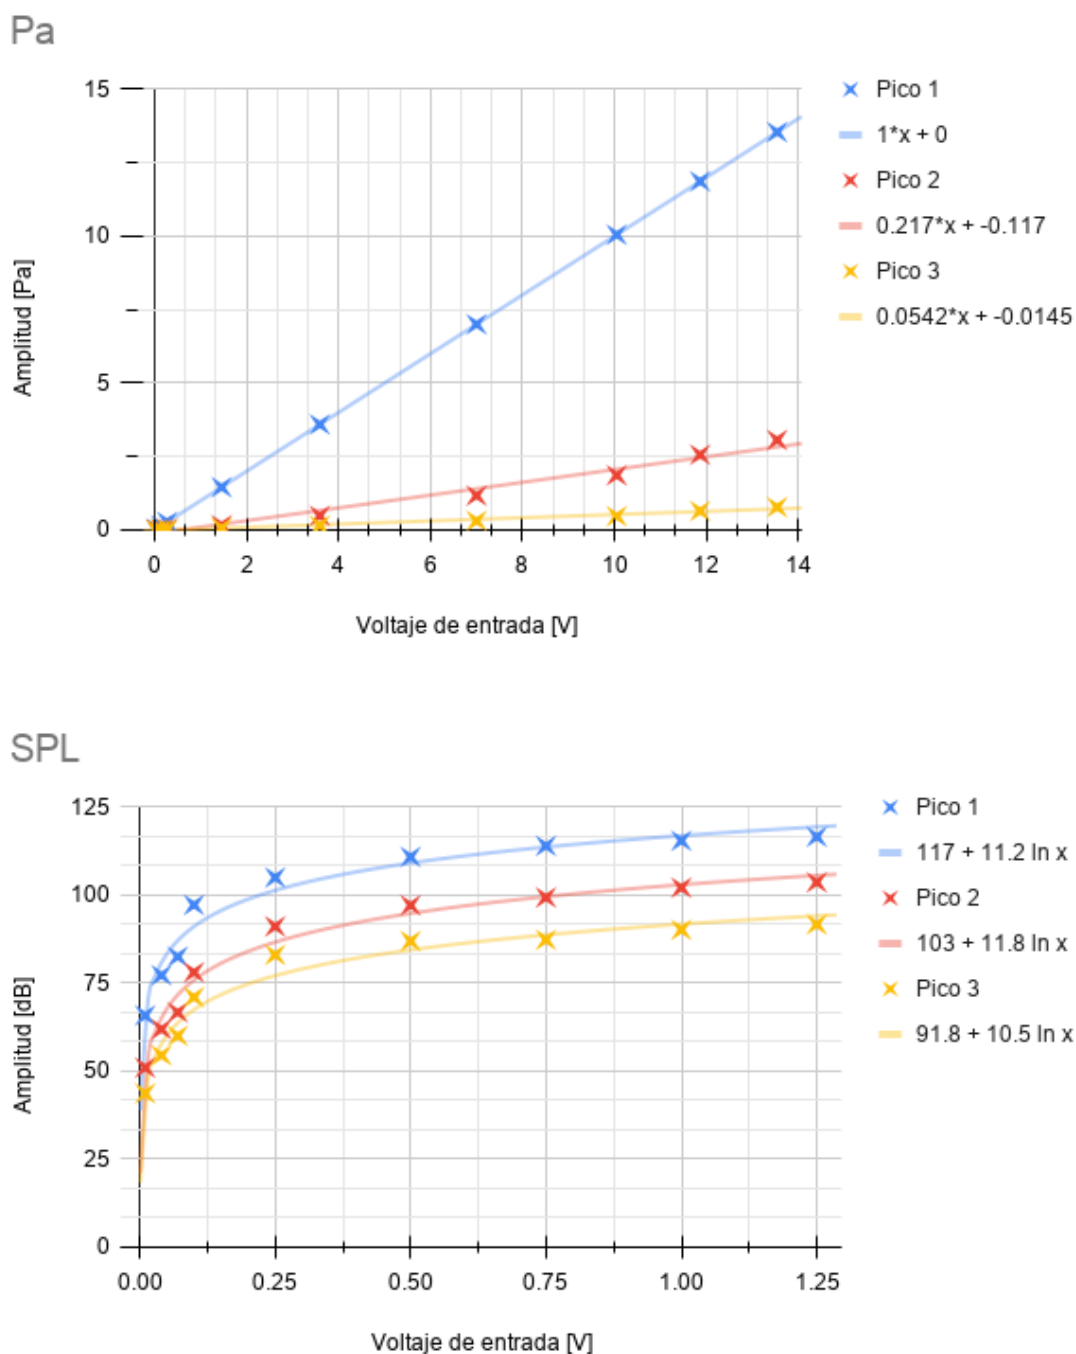 Pa
15
10
5
0
Amplitud [Pa]
0 2 4 6 8 10 12 14
Voltaje de entrada [V]
Pico 1
1*x + 0
Pico 2
0.217*x + -0.117
Pico 3
0.0542*x + -0.0145
SPL
125
100
75
50
25
0
Amplitud [dB]
0.00 0.25 0.50 0.75 1.00 1.25
Voltaje de entrada [V]
Pico 1
117 + 11.2 ln x
Pico 2
103 + 11.8 ln x
Pico 3
91.8 + 10.5 ln x